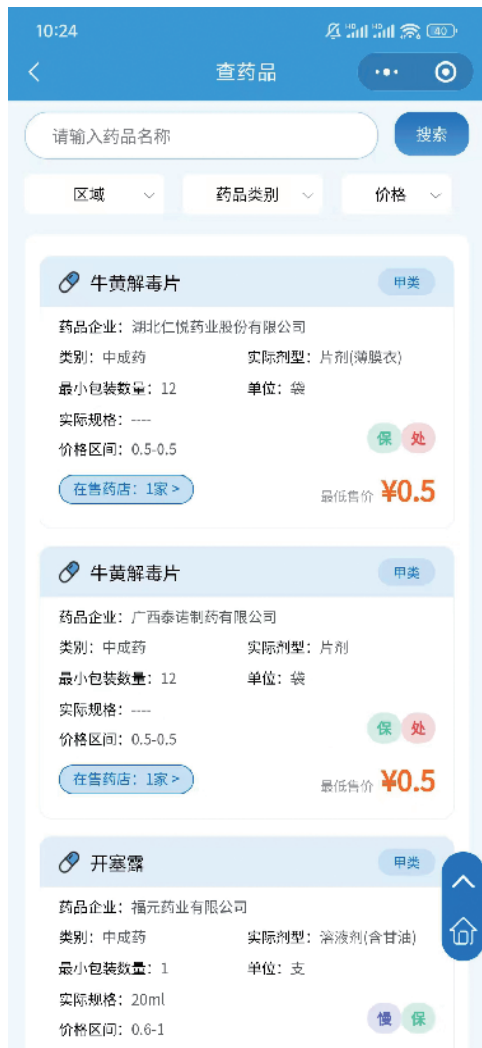 10:24
40
查药品
请输入药品名称
搜索
区域
药品类别
价格
牛黄解毒片
甲类
药品企业：湖北仁悦药业股份有限公司
类别：中成药 实际剂型：片剂(薄膜衣)
最小包装数量：12 单位：袋
实际规格：----
保 处
价格区间：0.5-0.5
在售药店：1家 >
最低售价 ¥0.5
牛黄解毒片
甲类
药品企业：广西泰诺制药有限公司
类别：中成药 实际剂型：片剂
最小包装数量：12 单位：袋
实际规格：----
保 处
价格区间：0.5-0.5
在售药店：1家 >
最低售价 ¥0.5
开塞露
甲类
药品企业：福元药业有限公司
类别：中成药 实际剂型：溶液剂(含甘油)
最小包装数量：1 单位：支
实际规格：20ml
慢 保
价格区间：0.6-1